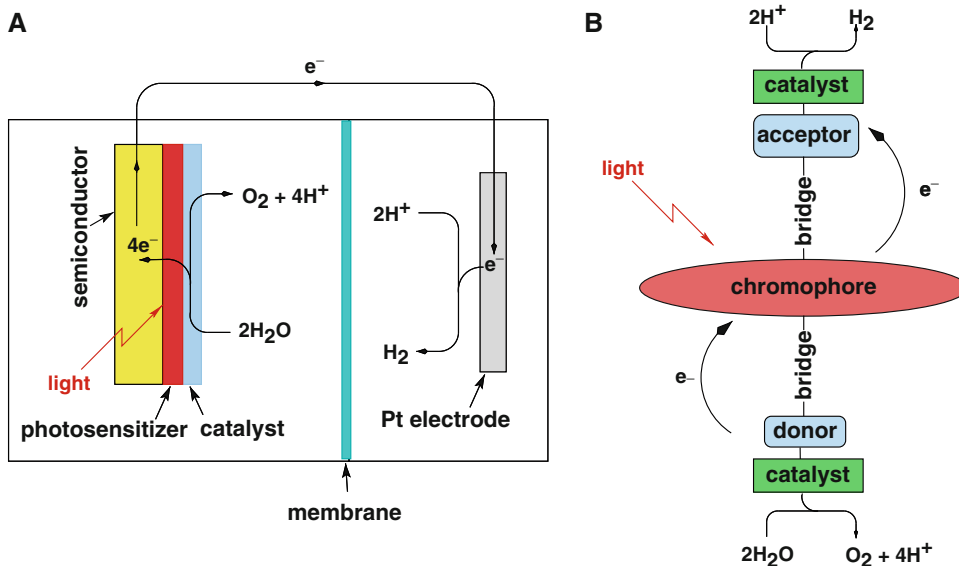 A
e⁻
semiconductor
O₂ + 4H⁺
4e⁻
2H₂O
light
photosensitizer
catalyst
2H⁺
e⁻
H₂
Pt electrode
membrane
B
2H⁺
H₂
catalyst
acceptor
light
bridge
e⁻
chromophore
bridge
e–
donor
catalyst
2H₂O
O₂ + 4H⁺